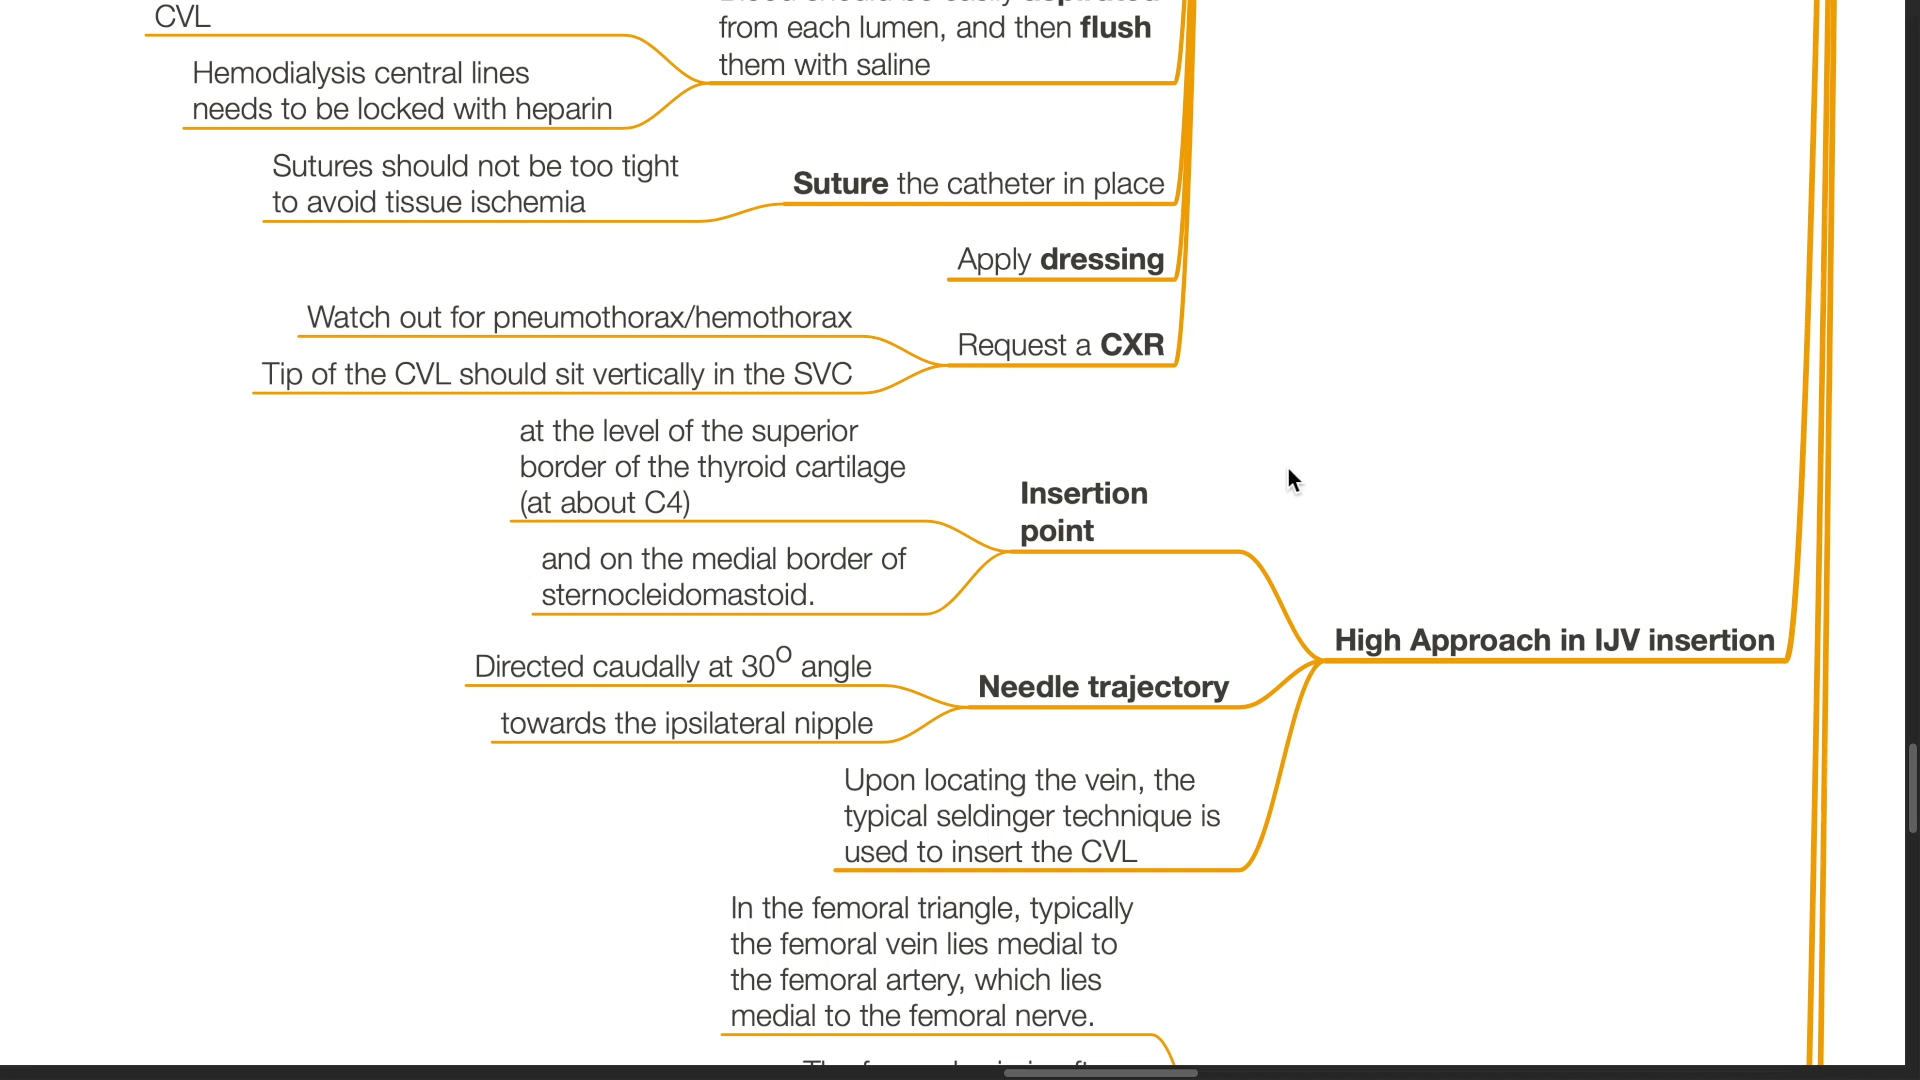 CVL
from each lumen, and then flush
them with saline
Hemodialysis central lines
needs to be locked with heparin
Sutures should not be too tight
to avoid tissue ischemia
Suture the catheter in place
Apply dressing
Watch out for pneumothorax/hemothorax
Tip of the CVL should sit vertically in the SVC
Request a CXR
at the level of the superior
border of the thyroid cartilage
(at about C4)
and on the medial border of
sternocleidomastoid.
Insertion
point
High Approach in IJV insertion
Directed caudally at 30º angle
towards the ipsilateral nipple
Needle trajectory
Upon locating the vein, the
typical seldinger technique is
used to insert the CVL
In the femoral triangle, typically
the femoral vein lies medial to
the femoral artery, which lies
medial to the femoral nerve.